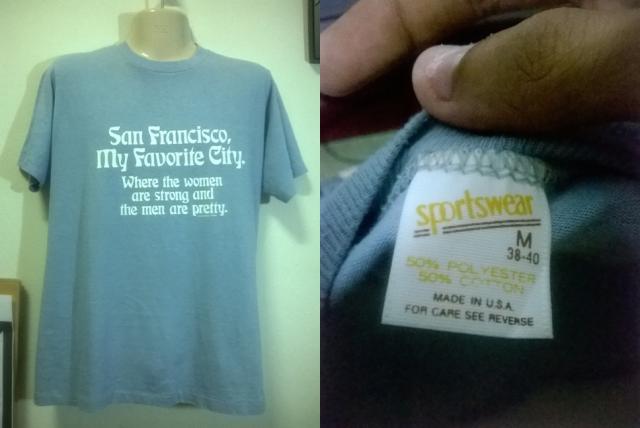 San Francisco,
My Favorite City.
Where the women
are strong and
the men are pretty.
sportswear
M
38-40
50% POLYESTER
50% COTTON
MADE IN U.S.A.
FOR CARE SEE REVERSE